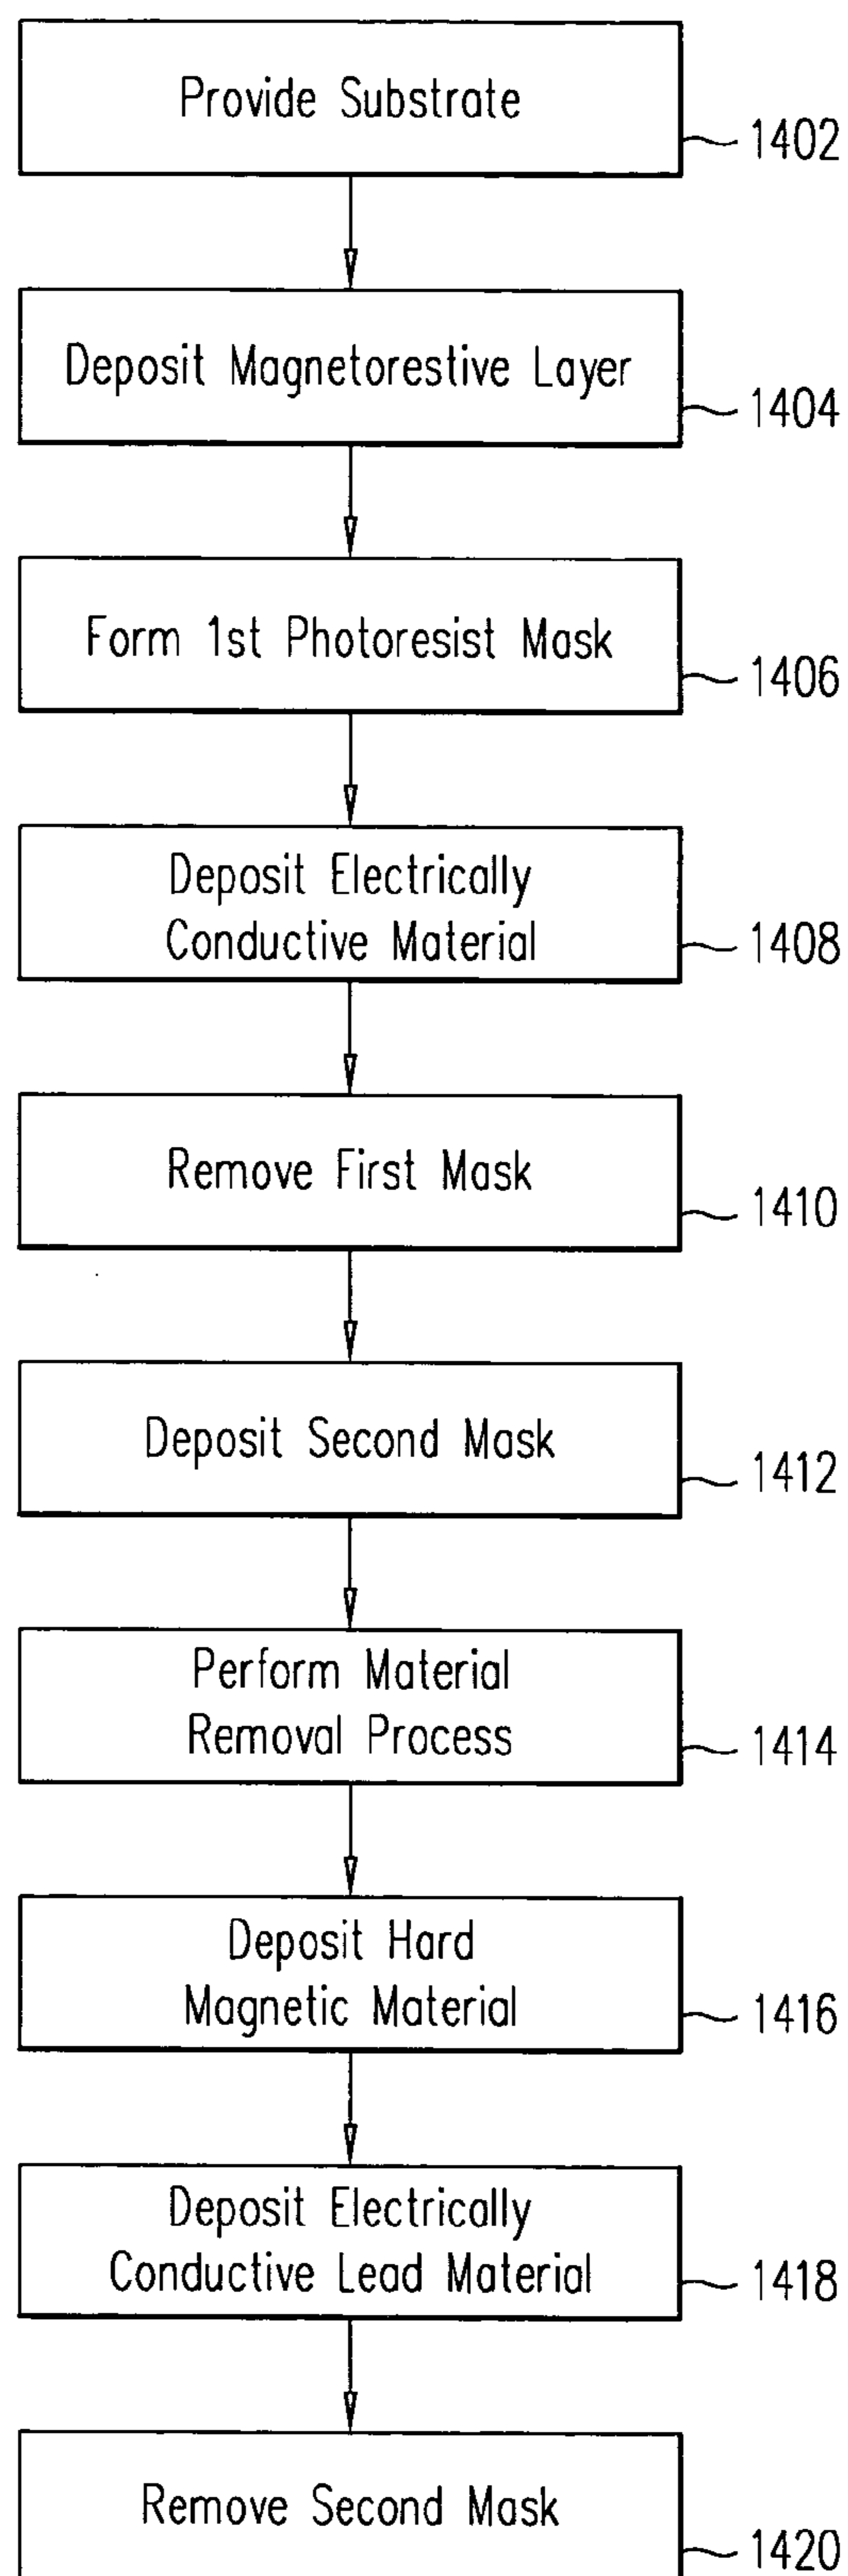 Provide Substrate
1402
Deposit Magnetorestive Layer
1404
Form 1st Photoresist Mask
1406
Deposit Electrically
Conductive Material
1408
Remove First Mask
1410
Deposit Second Mask
1412
Perform Material
Removal Process
1414
Deposit Hard
Magnetic Material
1416
Deposit Electrically
Conductive Lead Material
1418
Remove Second Mask
1420